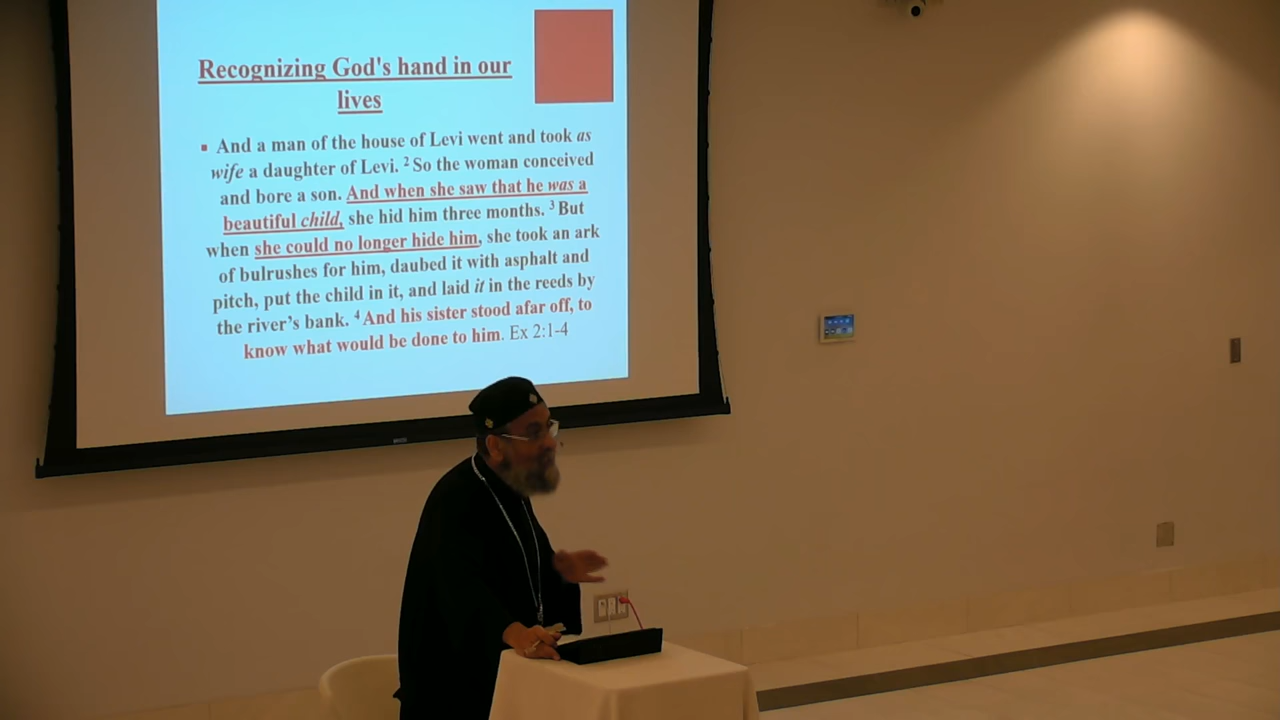 Recognizing God's hand in our
lives
▪ And a man of the house of Levi went and took as
wife a daughter of Levi. 2 So the woman conceived
and bore a son. And when she saw that he was a
beautiful child, she hid him three months. 3 But
when she could no longer hide him, she took an ark
of bulrushes for him, daubed it with asphalt and
pitch, put the child in it, and laid it in the reeds by
the river's bank. 4 And his sister stood afar off, to
know what would be done to him. Ex 2:1-4